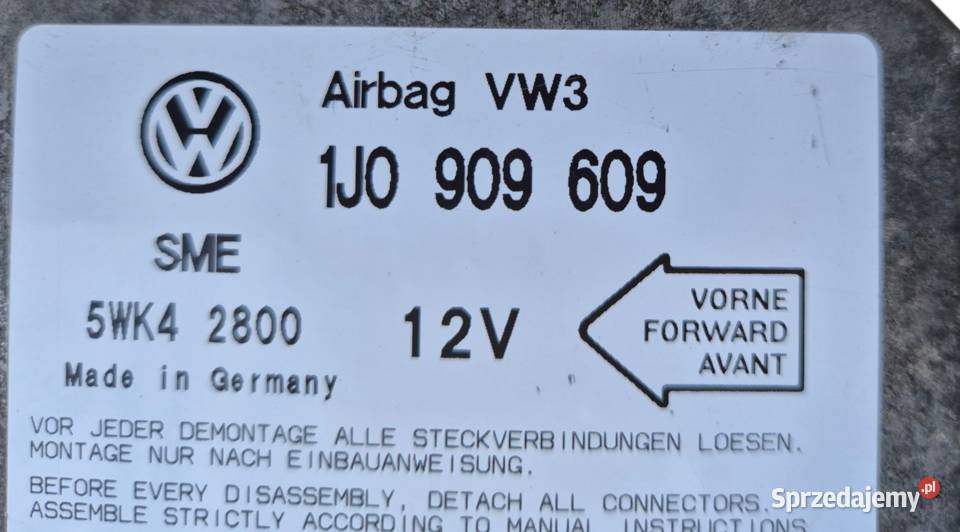 Airbag VW3
1J0 909 609
SME
5WK4 2800
Made in Germany
12V
VORNE
FORWARD
AVANT
VOR JEDER DEMONTAGE ALLE STECKVERBINDUNGEN LOESEN.
MONTAGE NUR NACH EINBAUANWEISUNG.
BEFORE EVERY DISASSEMBLY, DETACH ALL CONNECTORS.
ASSEMBLE STRICTLY ACCORDING TO MANUAL INSTRUCTIONS
Sprzedajemy.pl